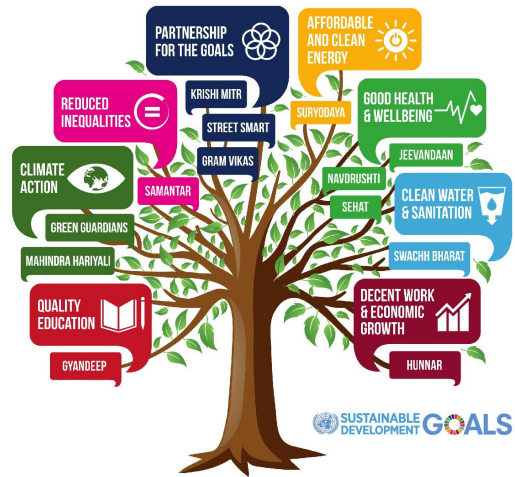 PARTNERSHIP
FOR THE GOALS
KRISHI MITR
STREET SMART
GRAM VIKAS
AFFORDABLE
AND CLEAN
ENERGY
SURYODAYA
REDUCED
INEQUALITIES
SAMANTAR
GOOD HEALTH
& WELLBEING
JEEVANDAAN
NAVDRUSHTI
SEHAT
CLIMATE
ACTION
GREEN GUARDIANS
MAHINDRA HARIYALI
CLEAN WATER
& SANITATION
SWACHH BHARAT
QUALITY
EDUCATION
GYANDEEP
DECENT WORK
& ECONOMIC
GROWTH
HUNNAR
SUSTAINABLE
DEVELOPMENT
GOALS